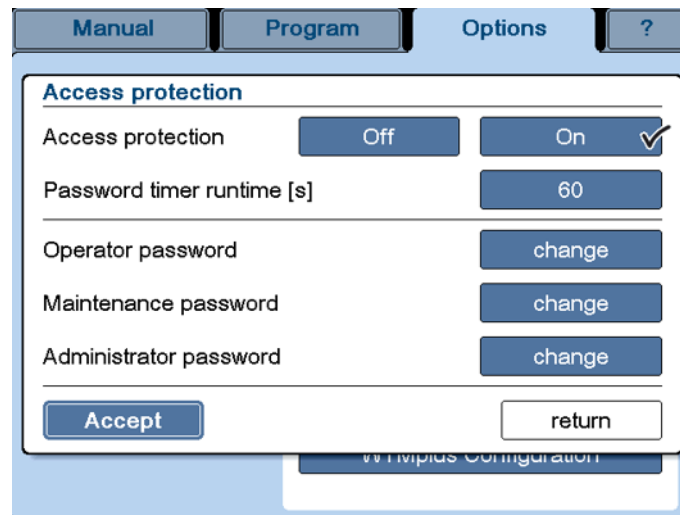 Manual Program Options ?
Access protection
Access protection Off On
Password timer runtime [s] 60
Operator password change
Maintenance password change
Administrator password change
Accept return
Configuration